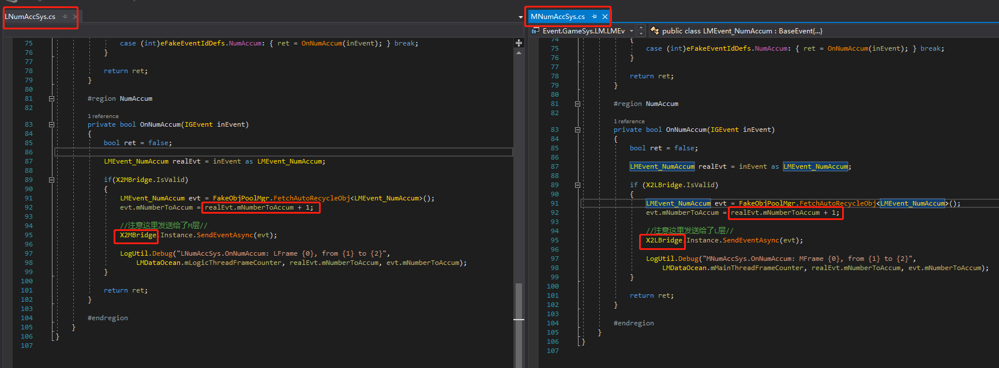 LNumAccSys.cs
75 case (int)eFakeEventIdDefs.NumAccum: { ret = OnNumAccum(inEvent); } break;
76 }
77
78 return ret;
79 }
80
81 #region NumAccum
82
1 reference
83 private bool OnNumAccum(IGEvent inEvent)
84 {
85 bool ret = false;
86
87 LMEvent_NumAccum realEvt = inEvent as LMEvent_NumAccum;
88
89 if(X2MBridge.IsValid)
90 {
91 LMEvent_NumAccum evt = FakeObjPoolMgr.FetchAutoRecycleObj<LMEvent_NumAccum>();
92 evt.mNumberToAccum = realEvt.mNumberToAccum + 1;
93
94 //注意这里发送给了M层//
95 X2MBridge.Instance.SendEventAsync(evt);
96
97 LogUtil.Debug("LNumAccSys.OnNumAccum: LFrame {0}, from {1} to {2}",
98 LMDataOcean.mLogicThreadFrameCounter, realEvt.mNumberToAccum, evt.mNumberToAccum);
99 }
100
101 return ret;
102 }
103
104 #endregion
105 }
106 }
107
MNumAccSys.cs
Event.GameSys.LM.LMEv public class LMEvent_NumAccum : BaseEvent{...}
74 {
75 case (int)eFakeEventIdDefs.NumAccum: { ret = OnNumAccum(inEvent); } break;
76 }
77
78 return ret;
79 }
80
81 #region NumAccum
82
1 reference
83 private bool OnNumAccum(IGEvent inEvent)
84 {
85 bool ret = false;
86
87 LMEvent_NumAccum realEvt = inEvent as LMEvent_NumAccum;
88
89 if (X2LBridge.IsValid)
90 {
91 LMEvent_NumAccum evt = FakeObjPoolMgr.FetchAutoRecycleObj<LMEvent_NumAccum>();
92 evt.mNumberToAccum = realEvt.mNumberToAccum + 1;
93
94 //注意这里发送给了L层//
95 X2LBridge.Instance.SendEventAsync(evt);
96
97 LogUtil.Debug("MNumAccSys.OnNumAccum: MFrame {0}, from {1} to {2}",
98 LMDataOcean.mMainThreadFrameCounter, realEvt.mNumberToAccum, evt.mNumberToAccum);
99 }
100
101 return ret;
102 }
103
104 #endregion
105 }
106 }
107